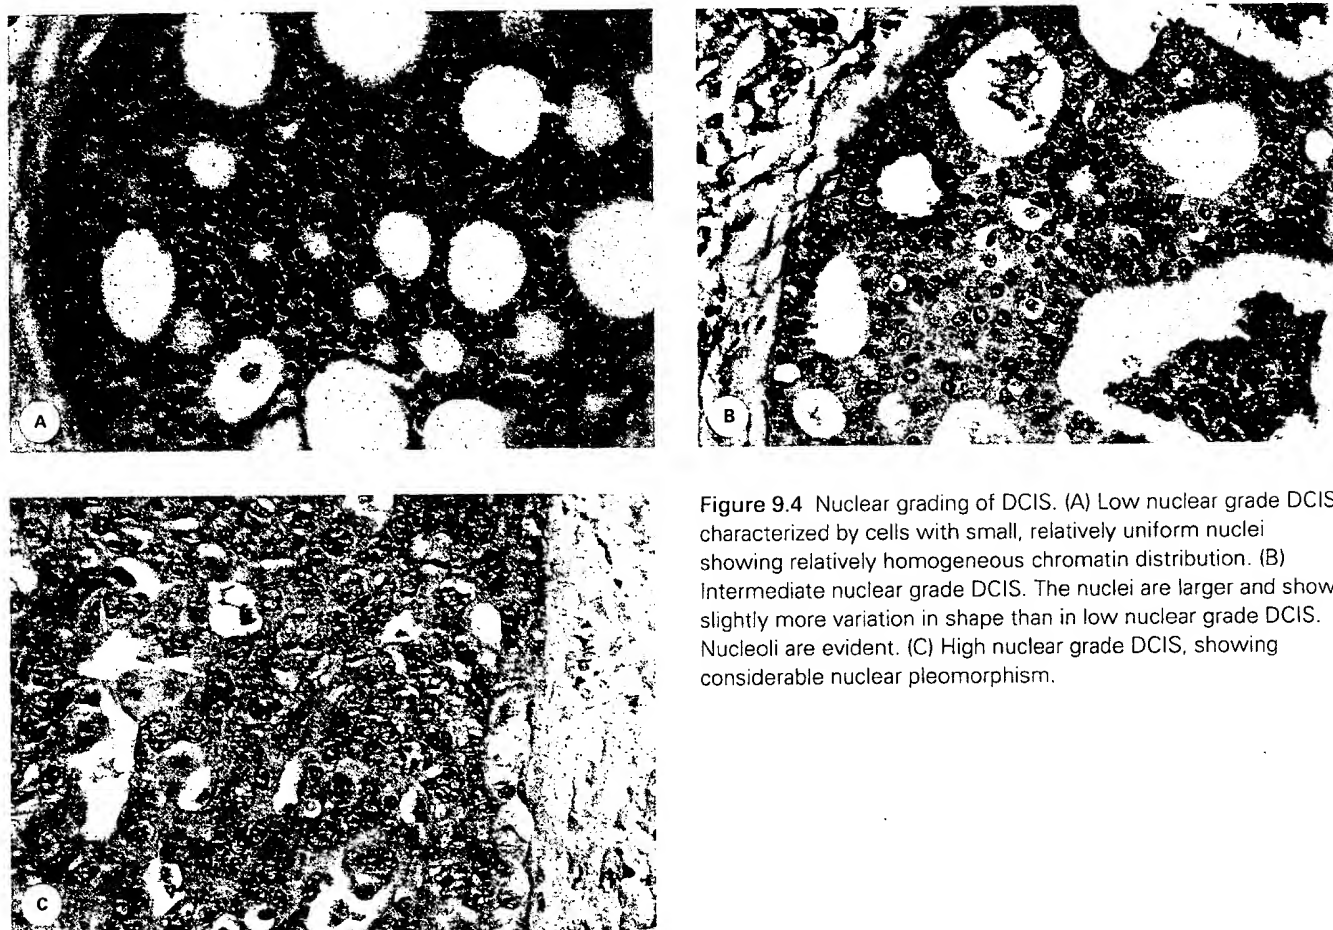 A
B
C
Figure 9.4 Nuclear grading of DCIS. (A) Low nuclear grade DCIS
characterized by cells with small, relatively uniform nuclei
showing relatively homogeneous chromatin distribution. (B)
Intermediate nuclear grade DCIS. The nuclei are larger and show
slightly more variation in shape than in low nuclear grade DCIS.
Nucleoli are evident. (C) High nuclear grade DCIS, showing
considerable nuclear pleomorphism.